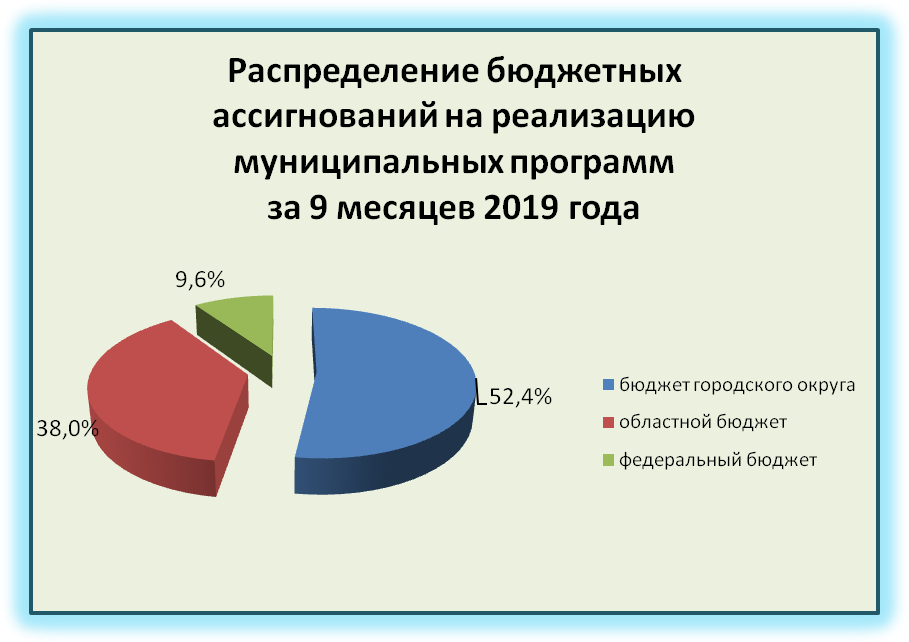 Распределение бюджетных
ассигнований на реализацию
муниципальных программ
за 9 месяцев 2019 года
9,6%
52,4%
38,0%
бюджет городского округа
областной бюджет
федеральный бюджет